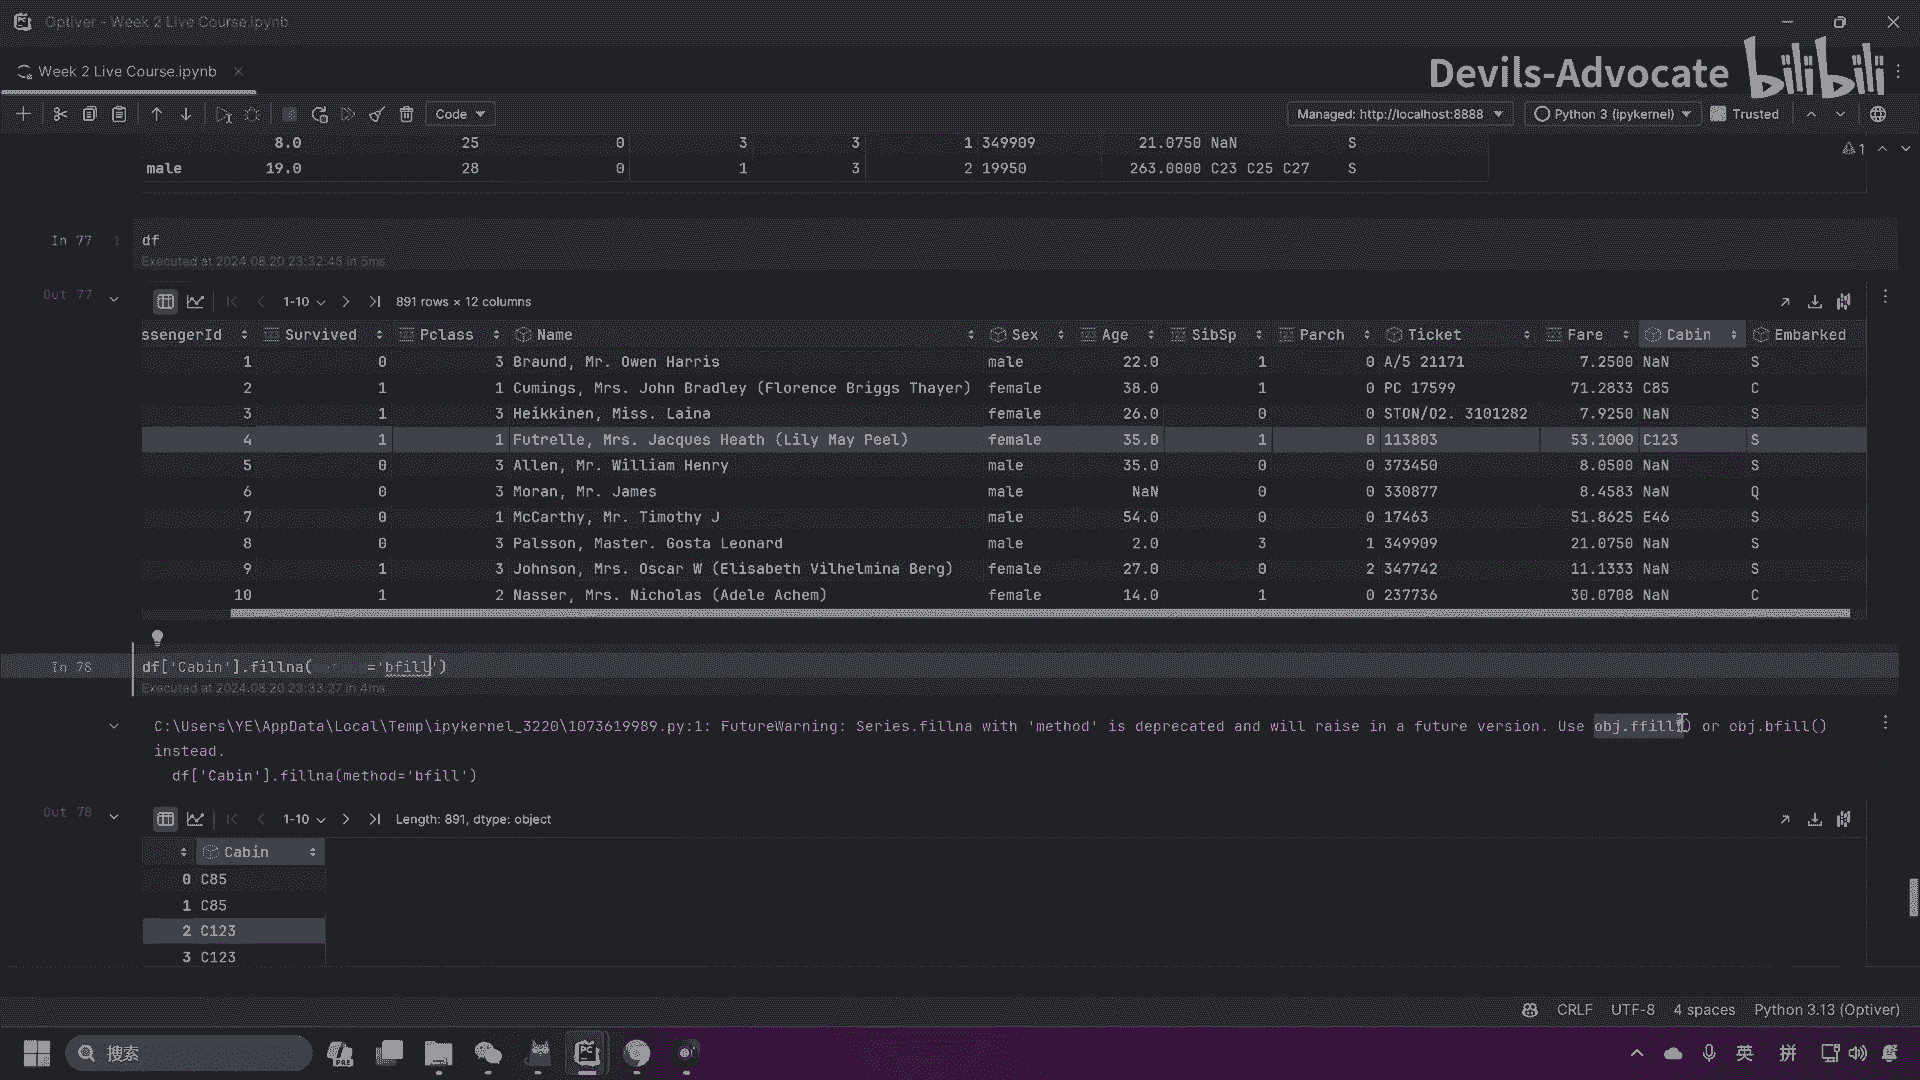 Optiver - Week 2 Live Course.ipynb
Week 2 Live Course.ipynb
Devils-Advocate bilibili
Code
Managed: http://localhost:8888
Python 3 (ipykernel)
Trusted
8.0 25 0 3 3 1 349909 21.0750 NaN S
1
male 19.0 28 0 1 3 2 19950 263.0000 C23 C25 C27 S
In 77 1 df
Executed at 2024.08.20 23:32:45 in 5ms
Out 77
1-10 891 rows × 12 columns
ssengerId Survived Pclass Name Sex Age SibSp Parch Ticket Fare Cabin Embarked
1 0 3 Braund, Mr. Owen Harris male 22.0 1 0 A/5 21171 7.2500 NaN S
2 1 1 Cumings, Mrs. John Bradley (Florence Briggs Thayer) female 38.0 1 0 PC 17599 71.2833 C85 C
3 1 3 Heikkinen, Miss. Laina female 26.0 0 0 STON/O2. 3101282 7.9250 NaN S
4 1 1 Futrelle, Mrs. Jacques Heath (Lily May Peel) female 35.0 1 0 113803 53.1000 C123 S
5 0 3 Allen, Mr. William Henry male 35.0 0 0 373450 8.0500 NaN S
6 0 3 Moran, Mr. James male NaN 0 0 330877 8.4583 NaN Q
7 0 1 McCarthy, Mr. Timothy J male 54.0 0 0 17463 51.8625 E46 S
8 0 3 Palsson, Master. Gosta Leonard male 2.0 3 1 349909 21.0750 NaN S
9 1 3 Johnson, Mrs. Oscar W (Elisabeth Vilhelmina Berg) female 27.0 0 2 347742 11.1333 NaN S
10 1 2 Nasser, Mrs. Nicholas (Adele Achem) female 14.0 1 0 237736 30.0708 NaN C
In 78 df['Cabin'].fillna( ='bfill')
Executed at 2024.08.20 23:33:27 in 4ms
C:\Users\YE\AppData\Local\Temp\ipykernel_3220\1073619989.py:1: FutureWarning: Series.fillna with 'method' is deprecated and will raise in a future version. Use obj.ffill() or obj.bfill()
instead.
df['Cabin'].fillna(method='bfill')
Out 78
1-10 Length: 891, dtype: object
Cabin
0 C85
1 C85
2 C123
3 C123
CRLF UTF-8 4 spaces Python 3.13 (Optiver)
搜索
PRE
PC
英
拼